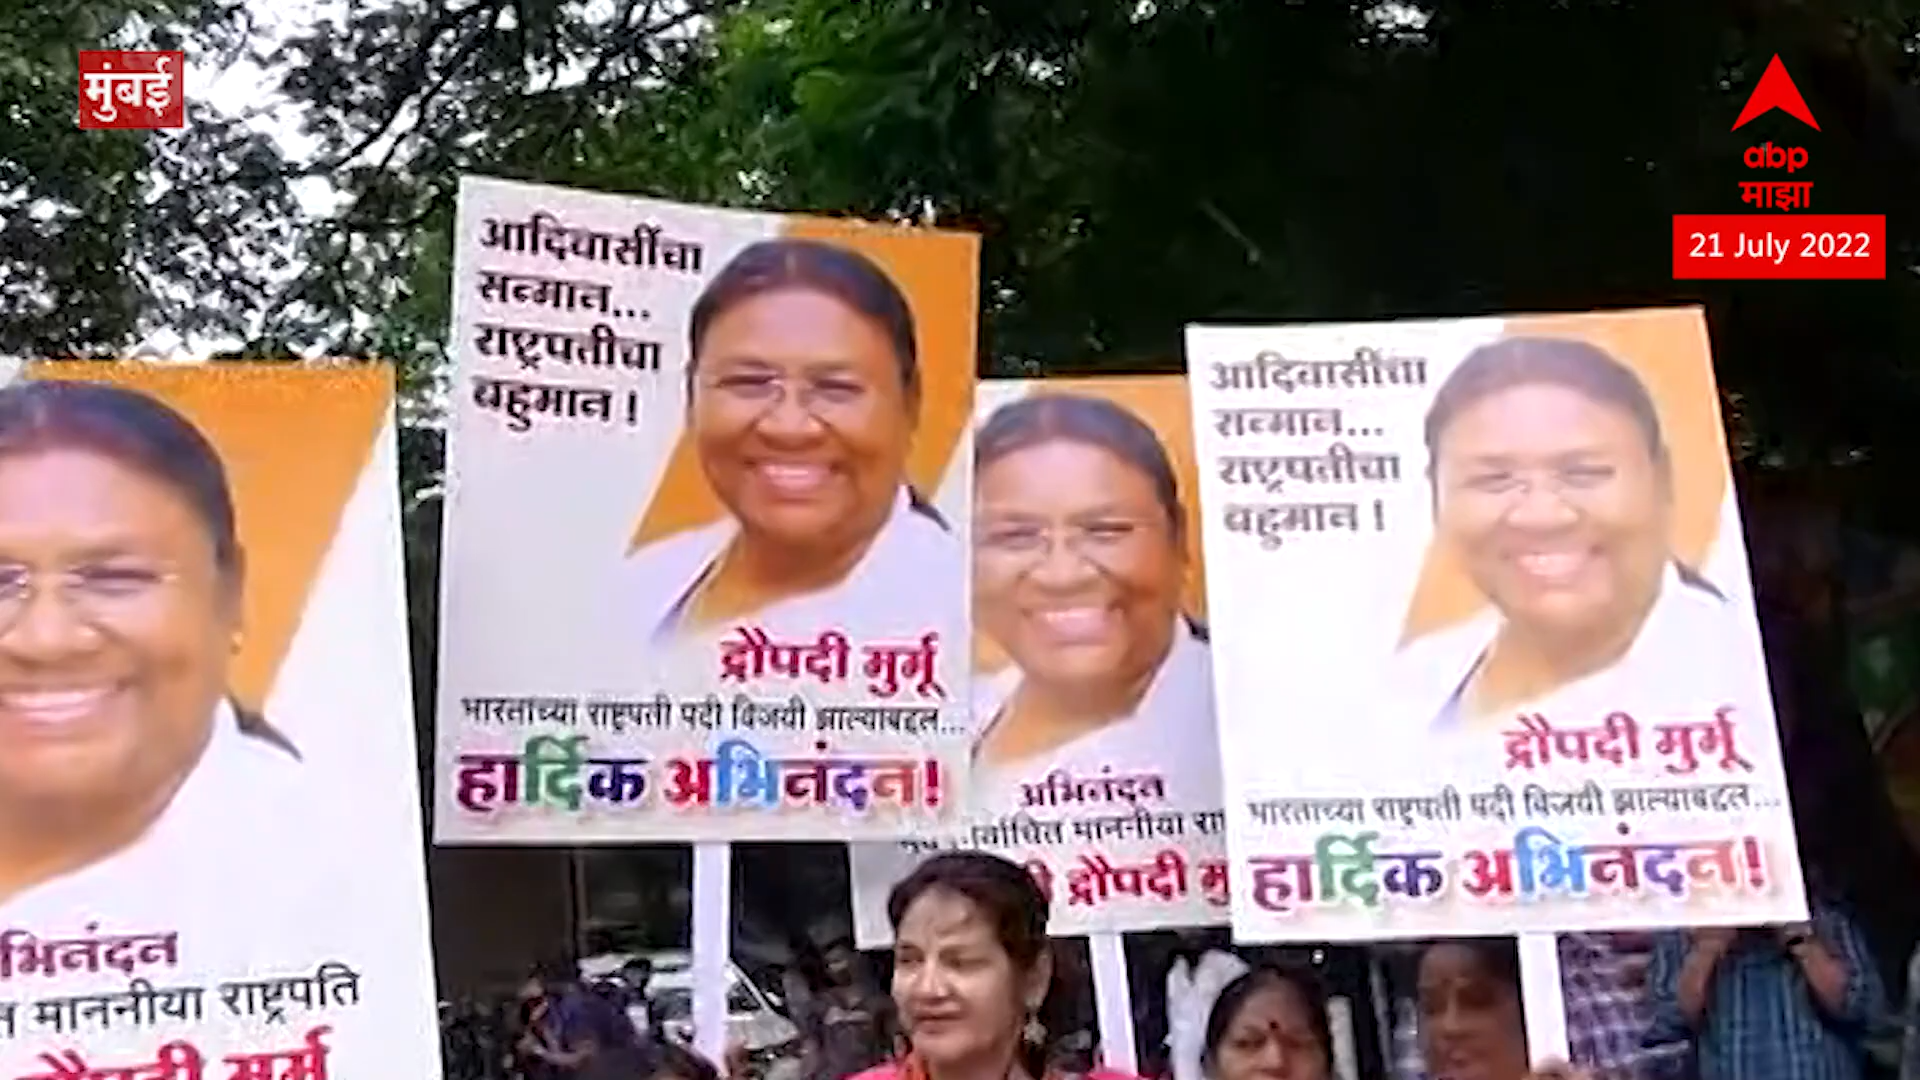 मुंबई
abp
माझा
21 July 2022
आदिवासींचा
सन्मान...
राष्ट्रपतीचा
बहुमान !
द्रौपदी मुर्मू
भारताच्या राष्ट्रपती पदी विजयी झाल्याबद्दल...
हार्दिक अभिनंदन!
आदिवासींचा
सन्मान...
राष्ट्रपतीचा
बहुमान !
द्रौपदी मुर्मू
भारताच्या राष्ट्रपती पदी विजयी झाल्याबद्दल...
हार्दिक अभिनंदन!
अभिनंदन
माननीया
द्रौपदी
भिनंदन
माननीया राष्ट्रपति